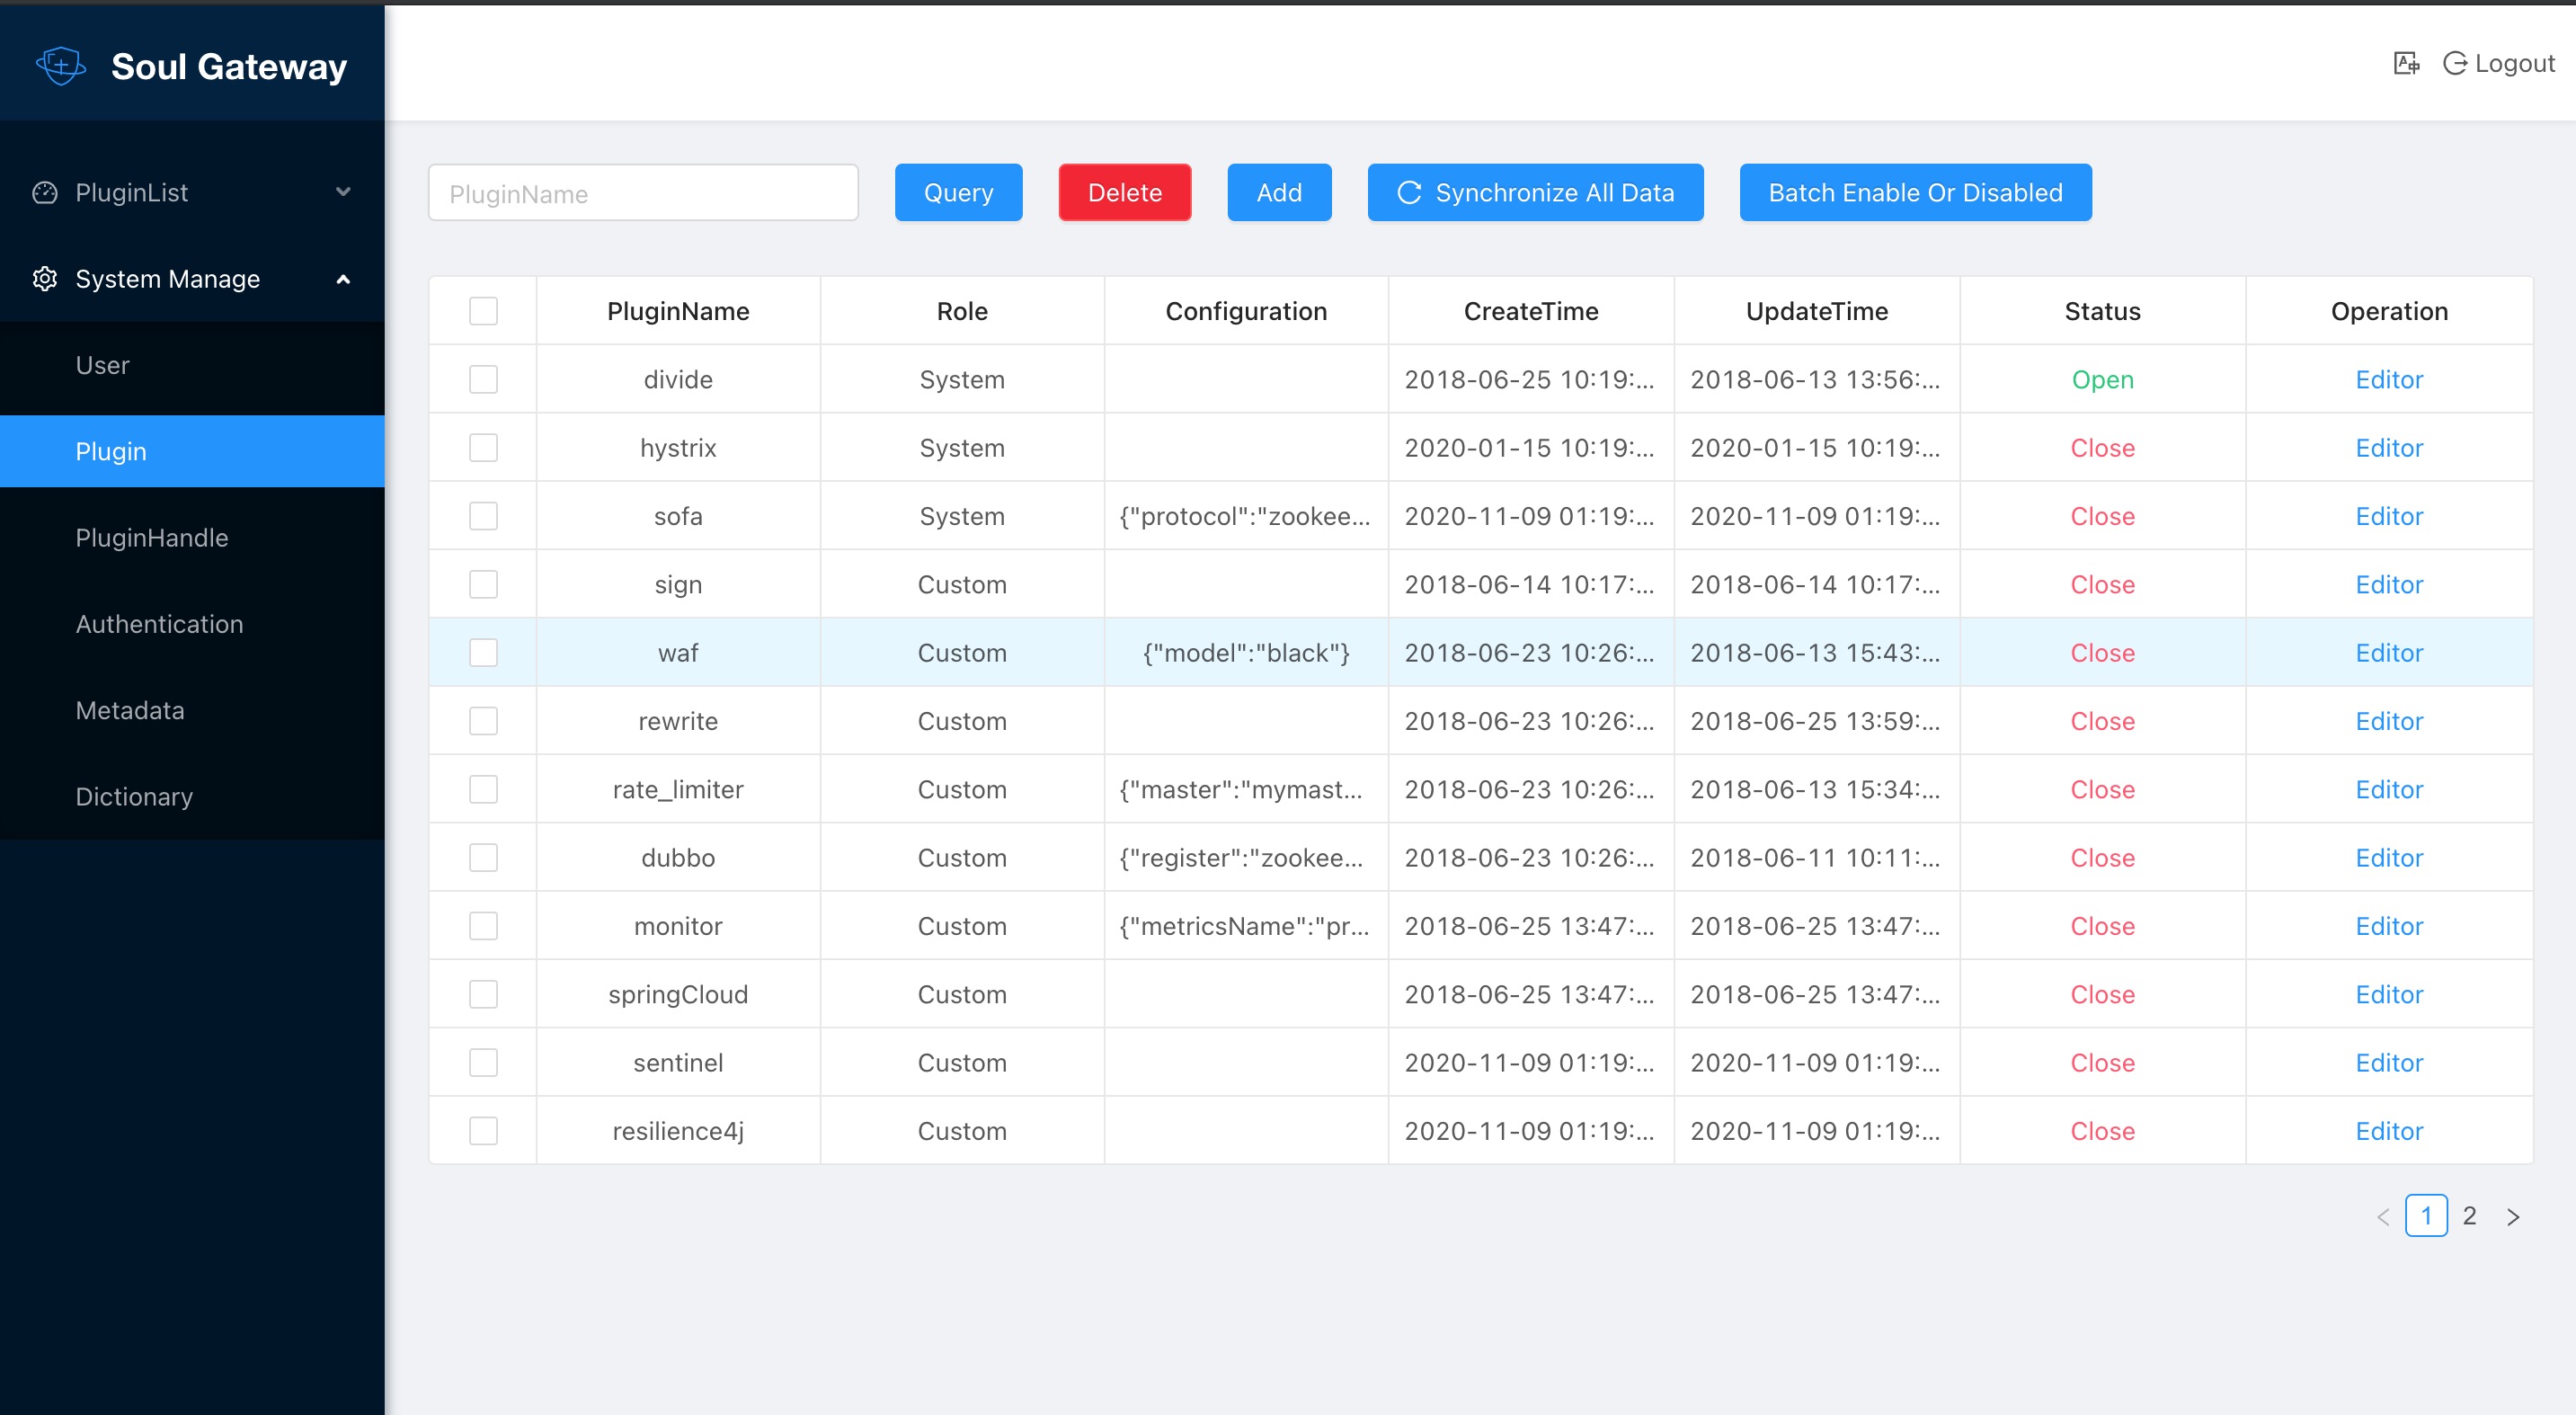 Soul Gateway
Logout
PluginList
System Manage
User
Plugin
PluginHandle
Authentication
Metadata
Dictionary
PluginName Query Delete Add Synchronize All Data Batch Enable Or Disabled
PluginName Role Configuration CreateTime UpdateTime Status Operation
divide System 2018-06-25 10:19:... 2018-06-13 13:56:... Open Editor
hystrix System 2020-01-15 10:19:... 2020-01-15 10:19:... Close Editor
sofa System {"protocol":"zookee... 2020-11-09 01:19:... 2020-11-09 01:19:... Close Editor
sign Custom 2018-06-14 10:17:... 2018-06-14 10:17:... Close Editor
waf Custom {"model":"black"} 2018-06-23 10:26:... 2018-06-13 15:43:... Close Editor
rewrite Custom 2018-06-23 10:26:... 2018-06-25 13:59:... Close Editor
rate_limiter Custom {"master":"mymast... 2018-06-23 10:26:... 2018-06-13 15:34:... Close Editor
dubbo Custom {"register":"zookee... 2018-06-23 10:26:... 2018-06-11 10:11:... Close Editor
monitor Custom {"metricsName":"pr... 2018-06-25 13:47:... 2018-06-25 13:47:... Close Editor
springCloud Custom 2018-06-25 13:47:... 2018-06-25 13:47:... Close Editor
sentinel Custom 2020-11-09 01:19:... 2020-11-09 01:19:... Close Editor
resilience4j Custom 2020-11-09 01:19:... 2020-11-09 01:19:... Close Editor
< 1 2 >